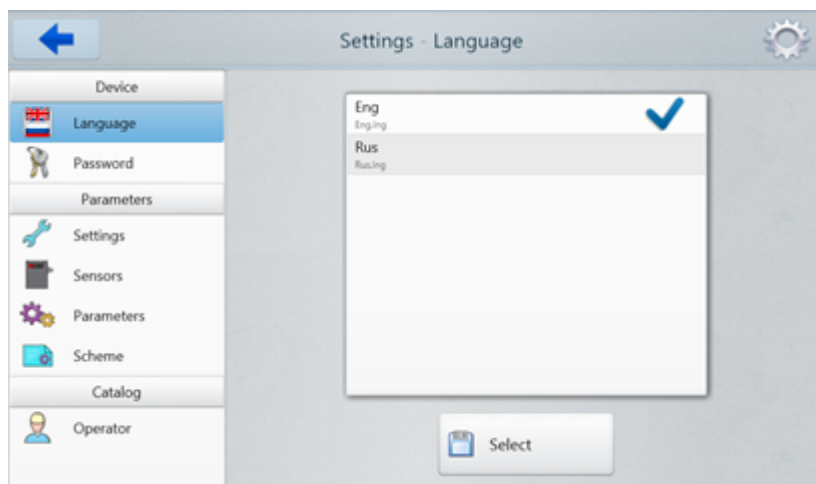 Settings - Language
Device
Language
Password
Parameters
Settings
Sensors
Parameters
Scheme
Catalog
Operator
Eng
Eng.lng
Rus
Rus.lng
Select